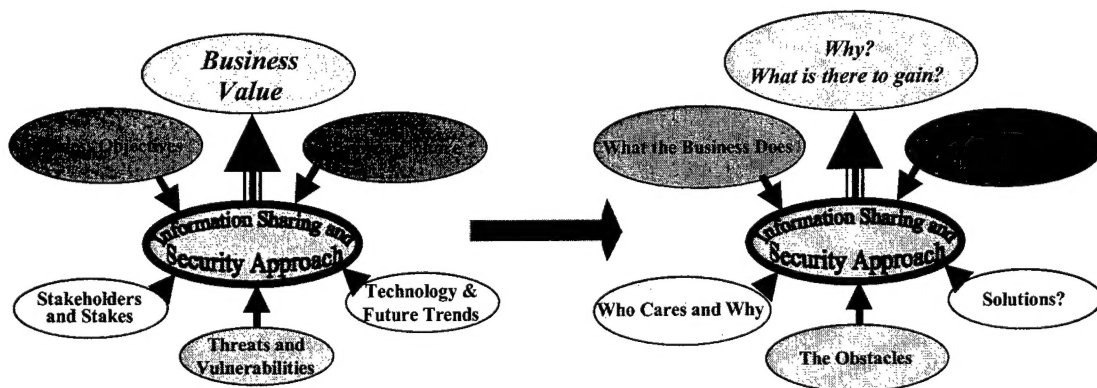 Business
Value
Objectives
Information Sharing and
Security Approach
Stakeholders
and Stakes
Technology &
Future Trends
Threats and
Vulnerabilities
Why?
What is there to gain?
What the Business Does
Information Sharing and
Security Approach
Who Cares and Why
Solutions?
The Obstacles